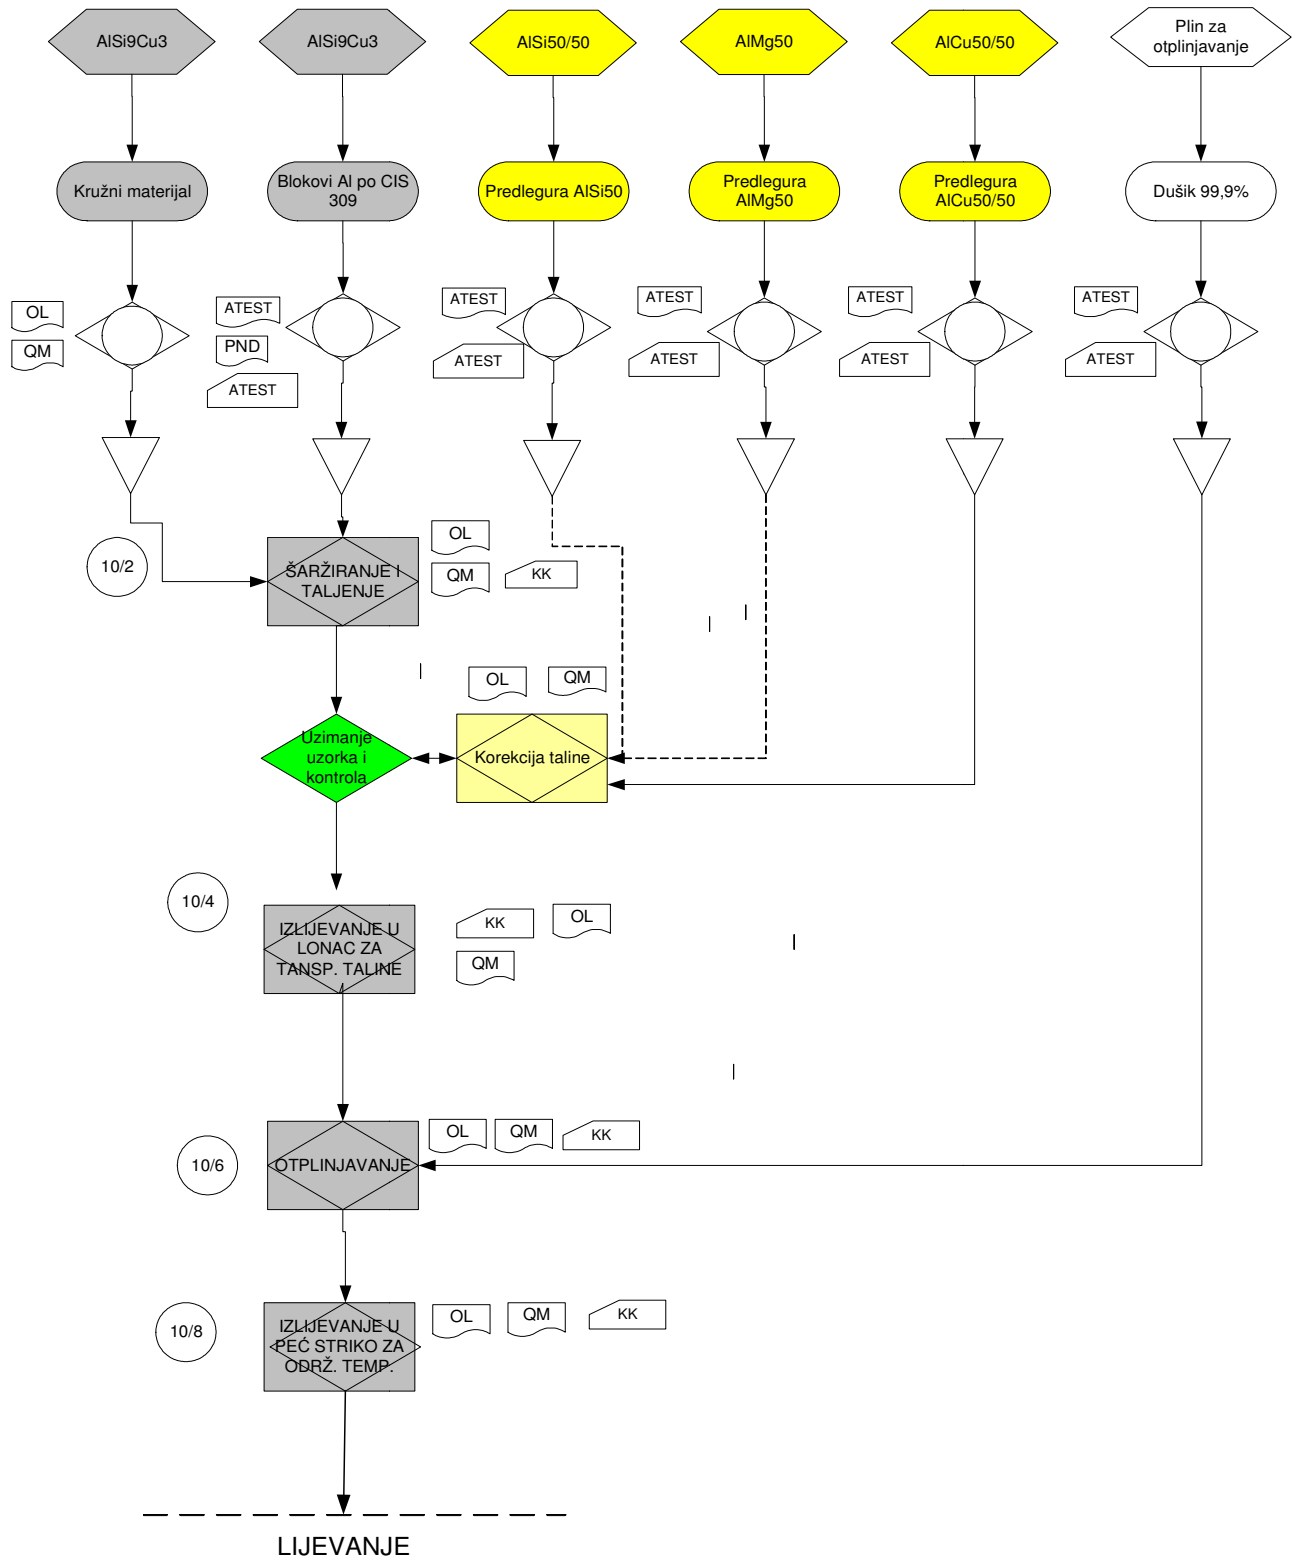 AlSi9Cu3
AlSi9Cu3
AlSi50/50
AlMg50
AlCu50/50
Plin za
otplinjavanje
Kružni materijal
Blokovi Al po CIS
309
Predlegura AlSi50
Predlegura
AlMg50
Predlegura
AlCu50/50
Dušik 99,9%
OL
QM
ATEST
PND
ATEST
ATEST
ATEST
ATEST
ATEST
ATEST
ATEST
ATEST
ATEST
10/2
ŠARŽIRANJE I
TALJENJE
OL
QM
KK
OL
QM
Uzimanje
uzorka i
kontrola
Korekcija taline
10/4
IZLIJEVANJE U
LONAC ZA
TANSP. TALINE
KK
OL
QM
10/6
OTPLINJAVANJE
OL
QM
KK
10/8
IZLIJEVANJE U
PEĆ STRIKO ZA
ODRŽ. TEMP.
OL
QM
KK
LIJEVANJE